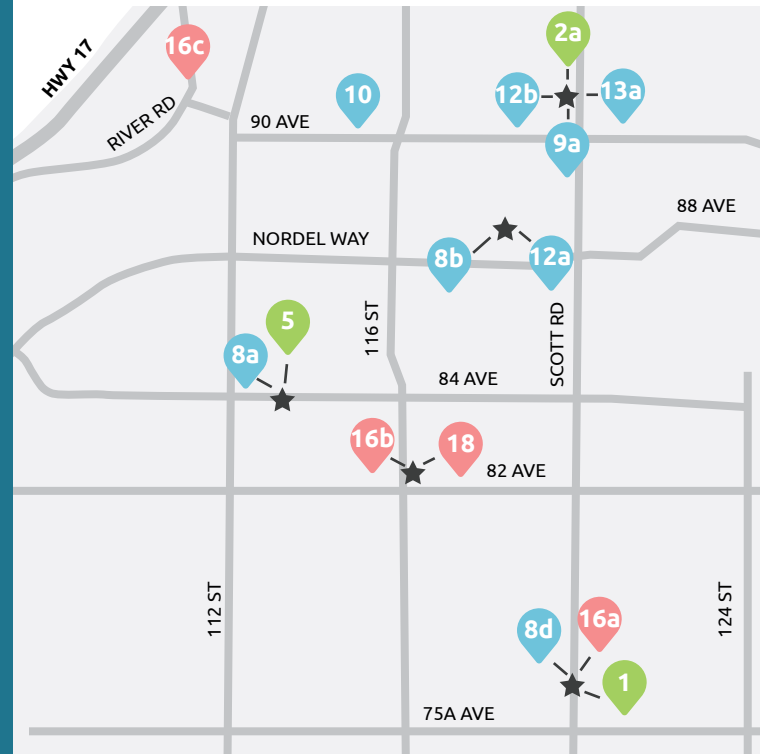 HWY 17
16c
2a
RIVER RD
10
12b
13a
90 AVE
9a
88 AVE
NORDEL WAY
8b
12a
116 ST
SCOTT RD
5
8a
84 AVE
16b
18
82 AVE
112 ST
124 ST
8d
16a
1
75A AVE